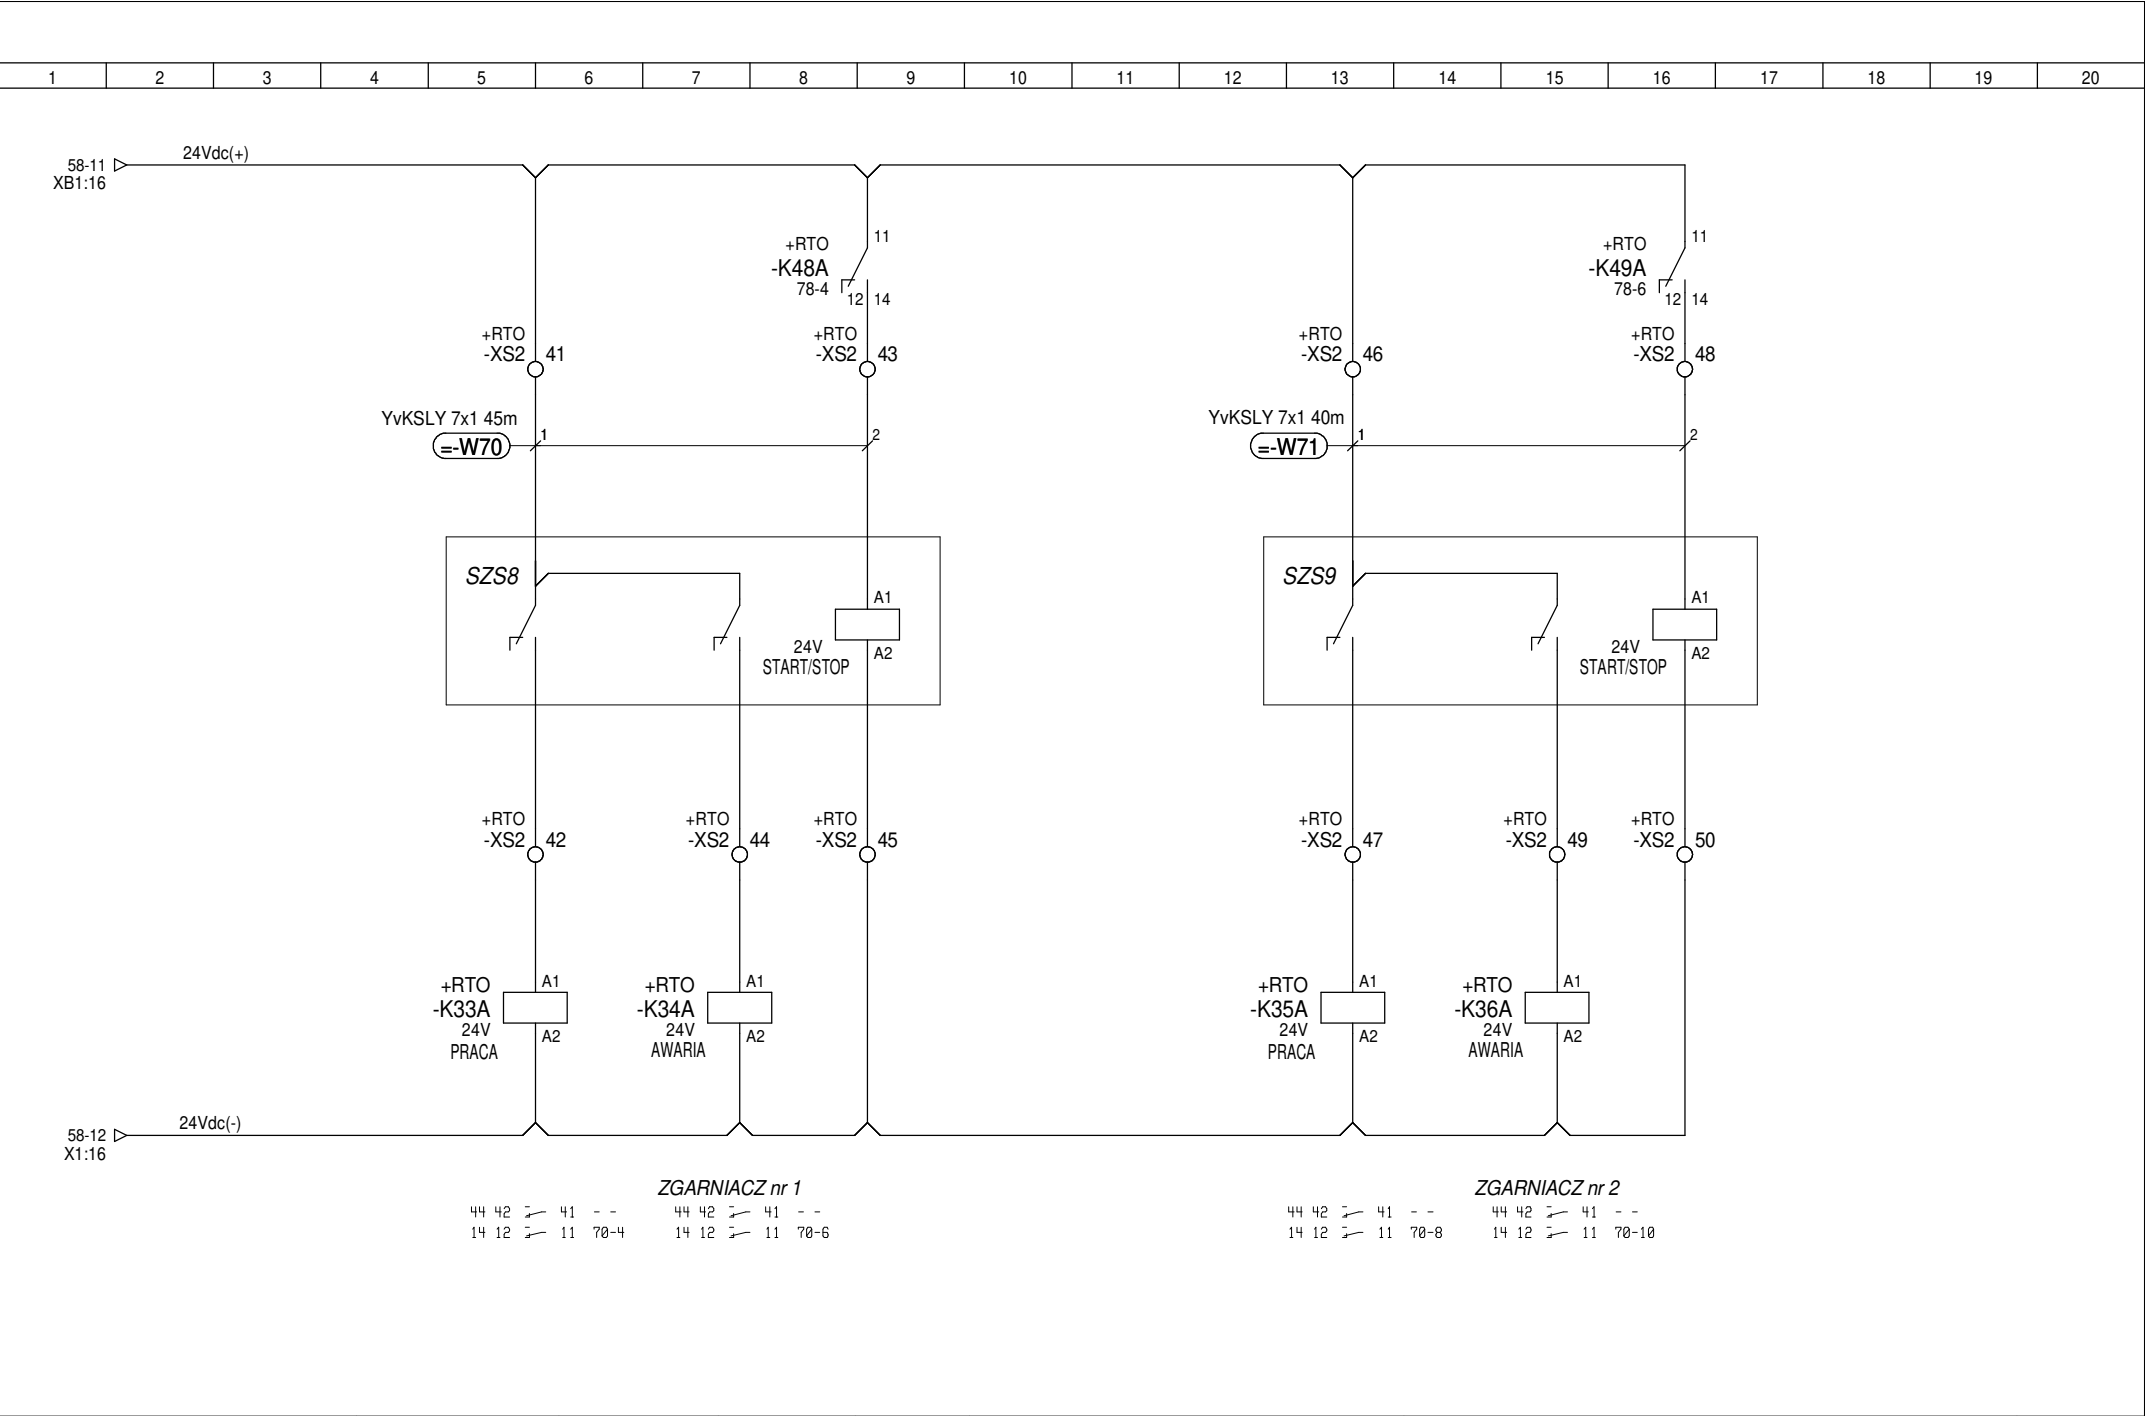 1 2 3 4 5 6 7 8 9 10 11 12 13 14 15 16 17 18 19 20
24Vdc(+)
58-11
XB1:16
+RTO 11
-K48A
78-4
12 14
+RTO 11
-K49A
78-6
12 14
+RTO
-XS2 41
+RTO
-XS2 43
+RTO
-XS2 46
+RTO
-XS2 48
YvKSLY 7x1 45m
=-W70 1 2
YvKSLY 7x1 40m
=-W71 1 2
SZS8
A1
24V
A2
START/STOP
SZS9
A1
24V
A2
START/STOP
+RTO
-XS2 42
+RTO
-XS2 44
+RTO
-XS2 45
+RTO
-XS2 47
+RTO
-XS2 49
+RTO
-XS2 50
+RTO A1
-K33A
24V A2
PRACA
+RTO A1
-K34A
24V A2
AWARIA
+RTO A1
-K35A
24V A2
PRACA
+RTO A1
-K36A
24V A2
AWARIA
24Vdc(-)
58-12
X1:16
ZGARNIACZ nr 1
44 42 41 - -
14 12 11 70-4
44 42 41 - -
14 12 11 70-6
ZGARNIACZ nr 2
44 42 41 - -
14 12 11 70-8
44 42 41 - -
14 12 11 70-10